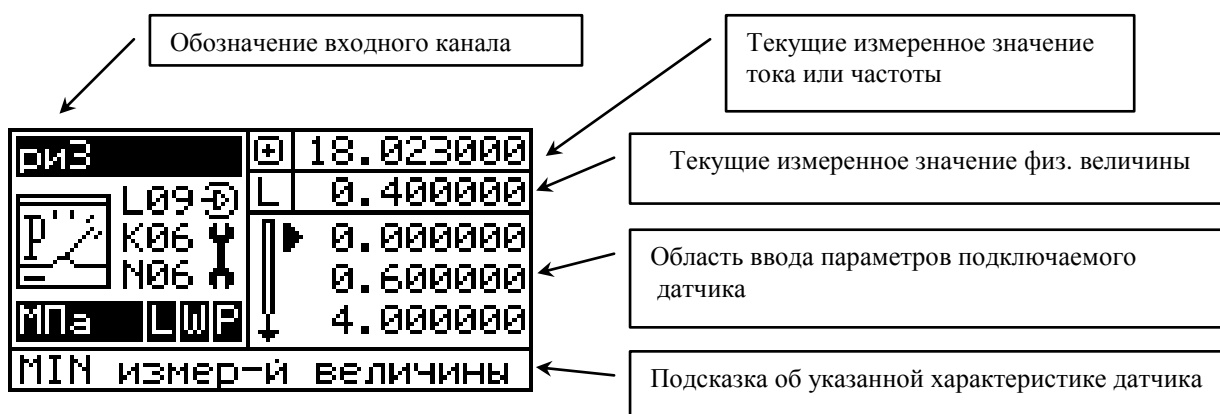 Обозначение входного канала
Текущие измеренное значение
тока или частоты
Текущие измеренное значение физ. величины
Область ввода параметров подключаемого
датчика
Подсказка об указанной характеристике датчика
ри3
18.023000
L 0.400000
L09
P
K06
N06
0.000000
0.600000
4.000000
МПа LWP
MIN измер-й величины